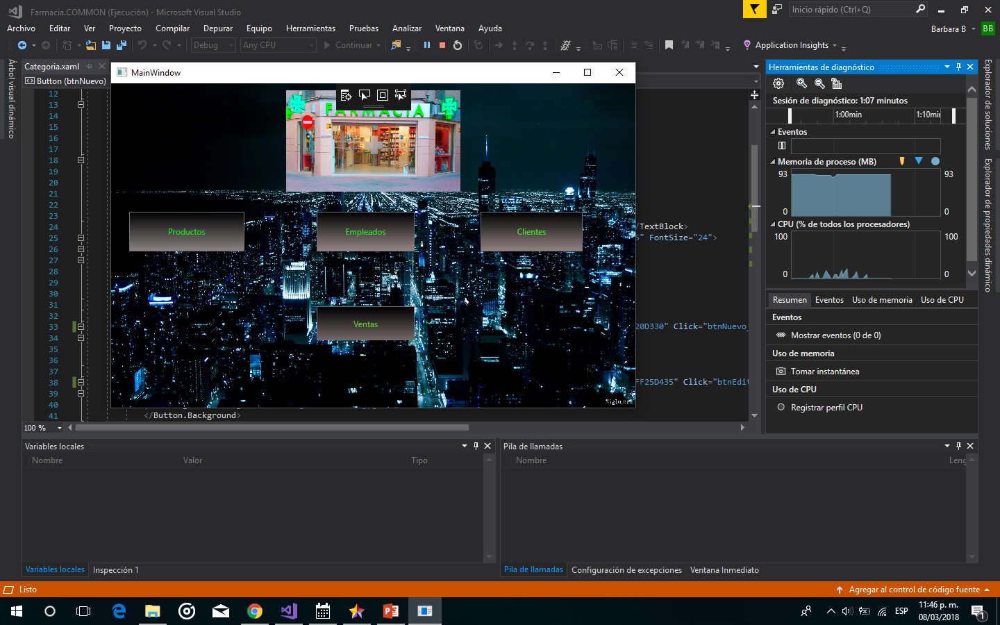 Farmacia.COMMON (Ejecución) - Microsoft Visual Studio
Inicio rápido (Ctrl+Q)
Archivo Editar Ver Proyecto Compilar Depurar Equipo Herramientas Pruebas Analizar Ventana Ayuda
Barbara B BB
Debug Any CPU Continuar Application Insights
Árbol visual dinámico
Categoria.xaml
Button (btnNuevo)
MainWindow
FARMACIA
Productos
Empleados
Clientes
Ventas
12
13
14
15
16
17
18
19
20
21
22
23
24 /TextBlock>
25 " FontSize="24">
26
27
28
29
30
31
32
33 20D330" Click="btnNuevo_
34
35
36
37
38 FF25D435" Click="btnEdit
39
40
41 </Button.Background>
100 %
Herramientas de diagnóstico
Sesión de diagnóstico: 1:07 minutos
1:00min 1:10min
Eventos
Memoria de proceso (MB)
93 93
0 0
CPU (% de todos los procesadores)
100 100
0 0
Resumen Eventos Uso de memoria Uso de CPU
Eventos
Mostrar eventos (0 de 0)
Uso de memoria
Tomar instantánea
Uso de CPU
Registrar perfil CPU
Explorador de soluciones
Explorador de propiedades dinámico
Variables locales
Nombre Valor Tipo
Variables locales Inspección 1
Pila de llamadas
Nombre Leng
Pila de llamadas Configuración de excepciones Ventana Inmediato
Listo
Agregar al control de código fuente
ESP
11:46 p. m.
08/03/2018
1